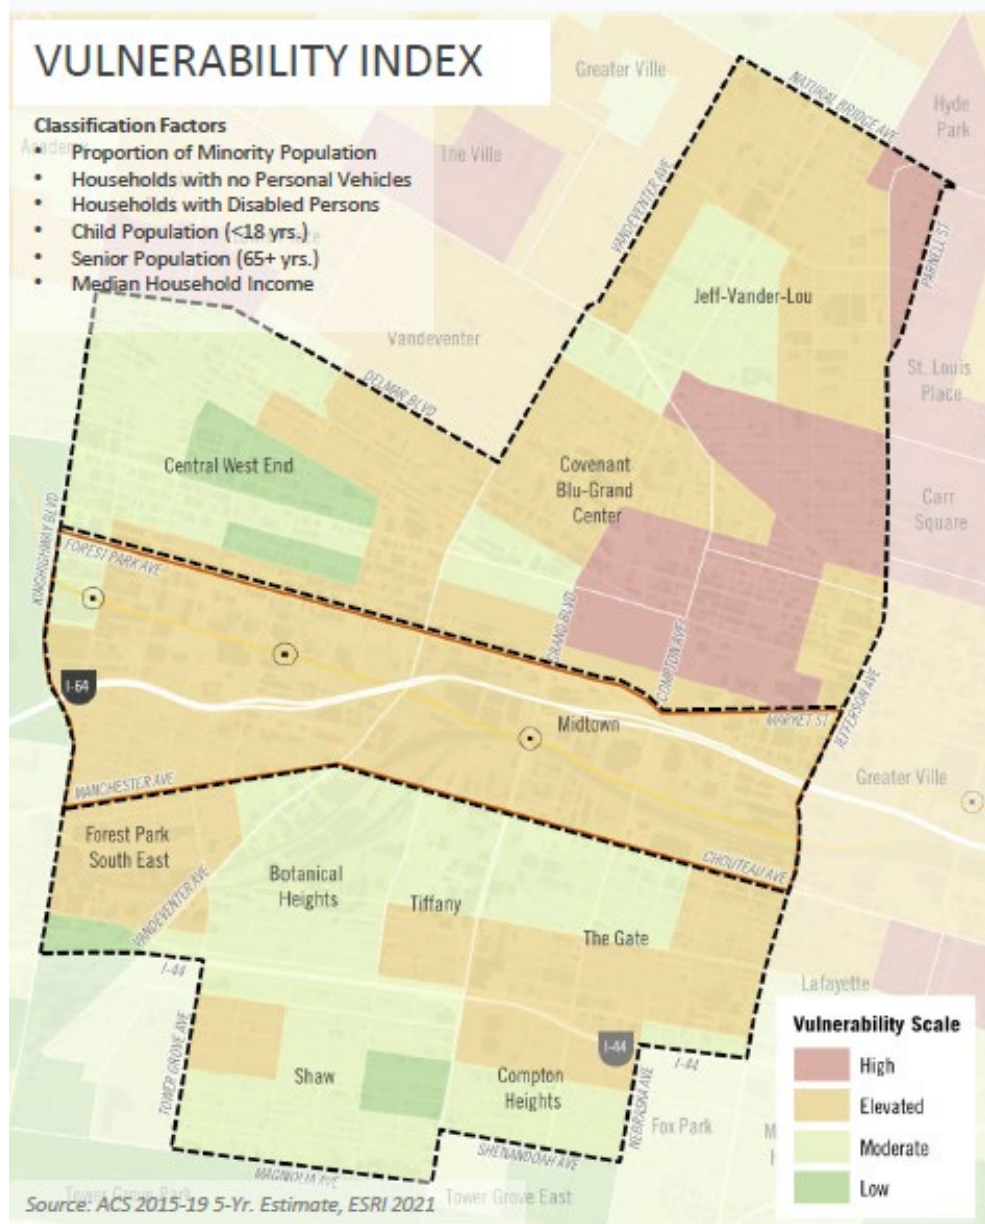 VULNERABILITY INDEX
Classification Factors
• Proportion of Minority Population
• Households with no Personal Vehicles
• Households with Disabled Persons
• Child Population (<18 yrs.)
• Senior Population (65+ yrs.)
• Median Household Income
Greater Ville
NATURAL BRIDGE AVE
Hyde
Park
The Ville
VANDEVENTER AVE
PARNELL ST
Jeff-Vander-Lou
Vandeventer
St. Louis
Place
DELMAR BLVD
Central West End
Covenant
Blu-Grand
Center
Carr
Square
KINGHIGHWAY BLVD
FOREST PARK AVE
GRAND BLVD
COMPTON AVE
I-64
Midtown
MARKET ST
JEFFERSON AVE
Greater Ville
MANCHESTER AVE
Forest Park
South East
CHOUTEAU AVE
Botanical
Heights
VANDEVENTER AVE
Tiffany
The Gate
I-44
Lafayette
TOWER GROVE AVE
I-44
I-44
Shaw
Compton
Heights
NEBRASKA AVE
Fox Park
SHENANDOAH AVE
MAGNOLIA AVE
Tower Grove Park
Tower Grove East
Vulnerability Scale
High
Elevated
Moderate
Low
Source: ACS 2015-19 5-Yr. Estimate, ESRI 2021